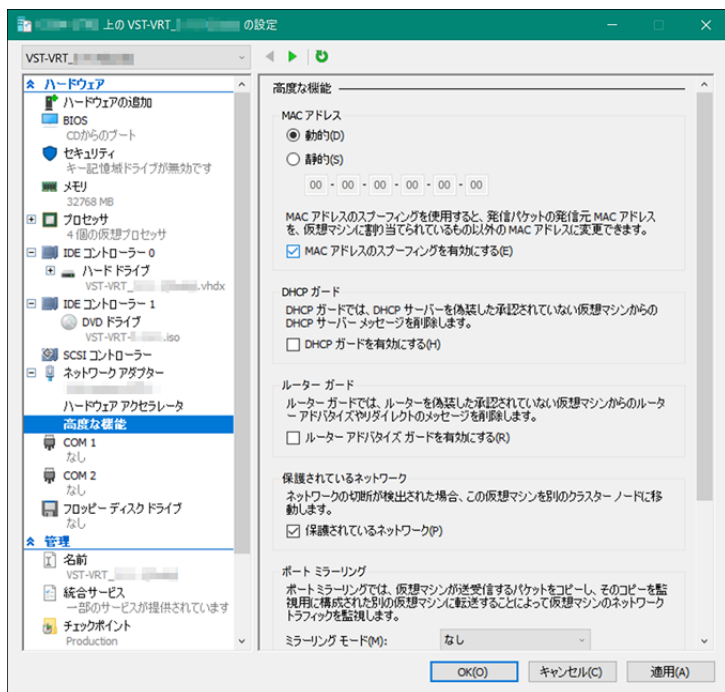 上の VST-VRT_ の設定
VST-VRT_
ハードウェア
ハードウェアの追加
BIOS
CDからのブート
セキュリティ
キー記憶域ドライブが無効です
メモリ
32768 MB
プロセッサ
4 個の仮想プロセッサ
IDE コントローラー 0
ハード ドライブ
VST-VRT_ .vhdx
IDE コントローラー 1
DVD ドライブ
VST-VRT- .iso
SCSI コントローラー
ネットワーク アダプター
ハードウェア アクセラレータ
高度な機能
COM 1
なし
COM 2
なし
フロッピー ディスク ドライブ
なし
管理
名前
VST-VRT_
統合サービス
一部のサービスが提供されています
チェックポイント
Production
高度な機能
MAC アドレス
動的(D)
静的(S)
00 - 00 - 00 - 00 - 00 - 00
MAC アドレスのスプーフィングを使用すると、発信パケットの発信元 MAC アドレス
を、仮想マシンに割り当てられているもの以外の MAC アドレスに変更できます。
MAC アドレスのスプーフィングを有効にする(E)
DHCP ガード
DHCP ガードでは、DHCP サーバーを偽装した承認されていない仮想マシンからの
DHCP サーバー メッセージを削除します。
DHCP ガードを有効にする(H)
ルーター ガード
ルーター ガードでは、ルーターを偽装した承認されていない仮想マシンからのルータ
ー アドバタイズやリダイレクトのメッセージを削除します。
ルーター アドバタイズ ガードを有効にする(R)
保護されているネットワーク
ネットワークの切断が検出された場合、この仮想マシンを別のクラスター ノードに移
動します。
保護されているネットワーク(P)
ポート ミラーリング
ポート ミラーリングでは、仮想マシンが送受信するパケットをコピーし、そのコピーを監
視用に構成された別の仮想マシンに転送することによって仮想マシンのネットワーク
トラフィックを監視します。
ミラーリング モード(M): なし
OK(O) キャンセル(C) 適用(A)